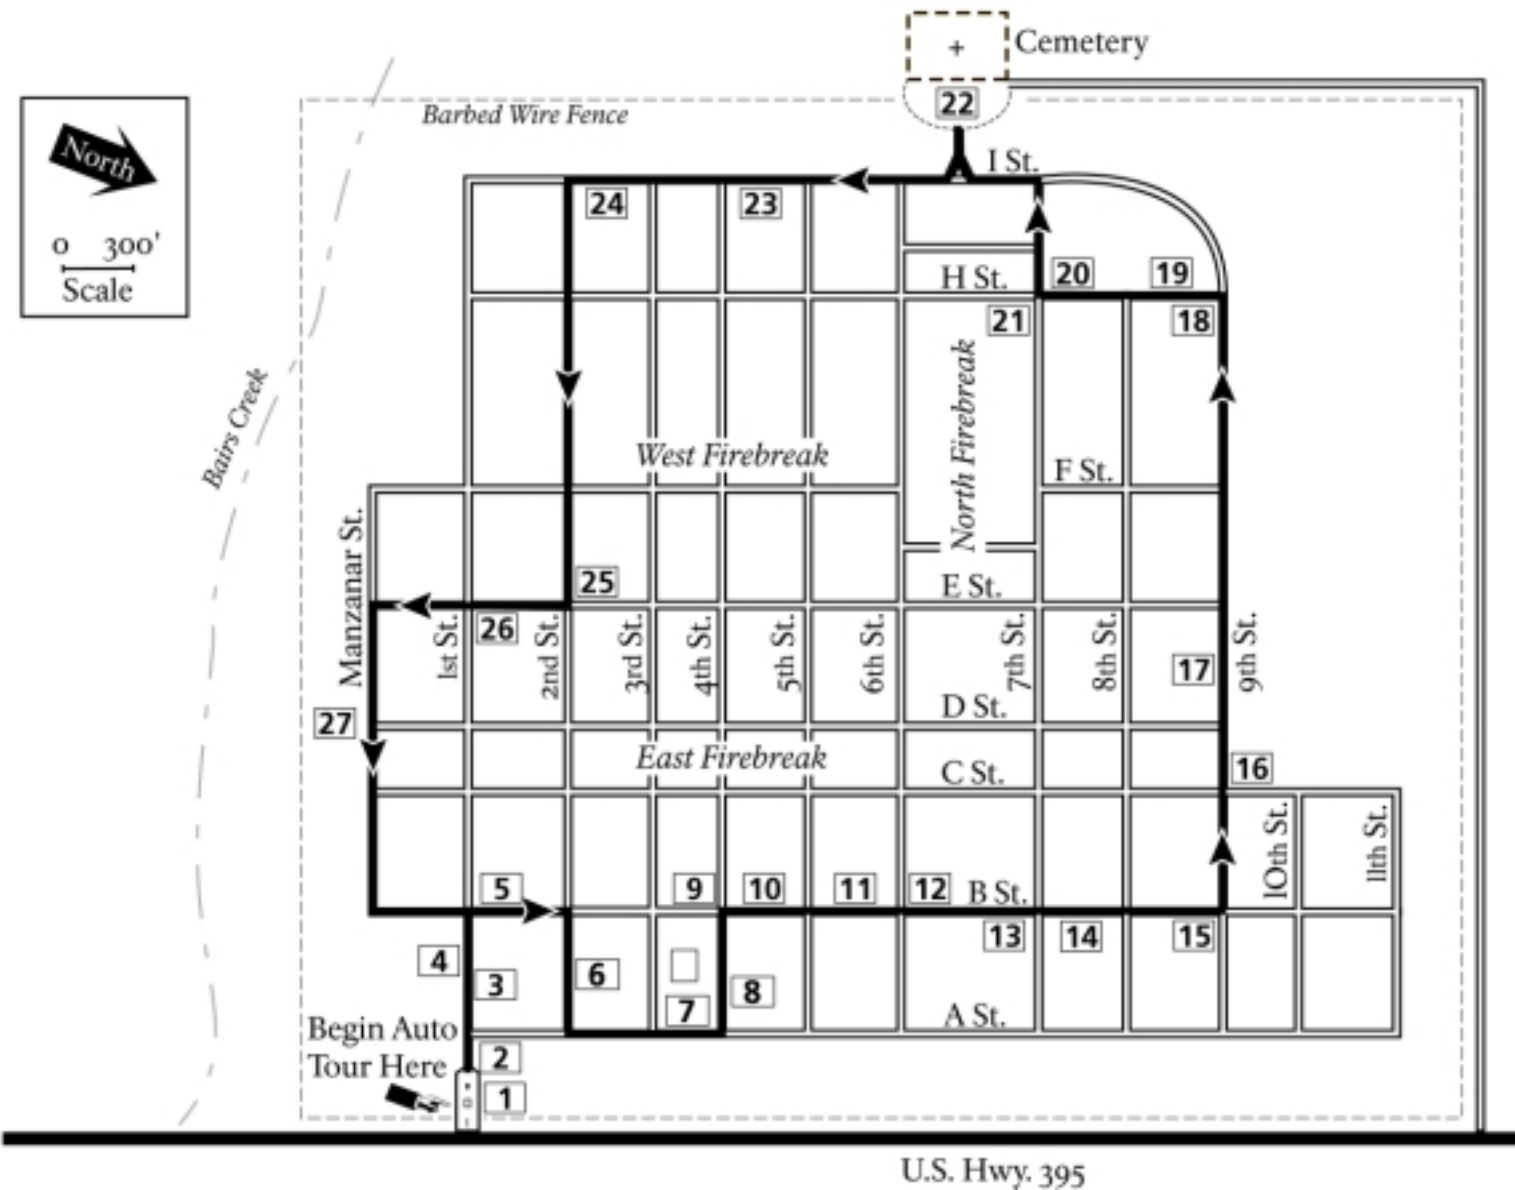 Cemetery
+
22
Barbed Wire Fence
North
0 300'
Scale
I St.
24
23
H St.
20
19
21
18
Bairs Creek
West Firebreak
North Firebreak
F St.
Manzanar St.
25
E St.
26
1st St.
2nd St.
3rd St.
4th St.
5th St.
6th St.
7th St.
8th St.
17
9th St.
D St.
27
East Firebreak
C St.
16
10th St.
11th St.
5
9
10
11
12
B St.
13
14
15
4
3
6
7
8
A St.
Begin Auto
Tour Here
2
1
U.S. Hwy. 395